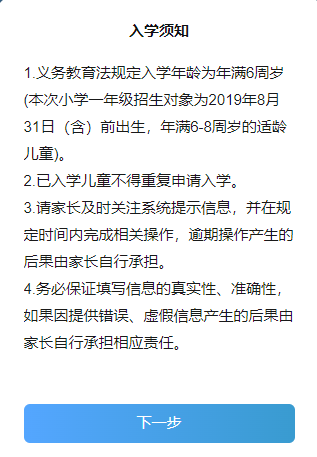 入学须知
1.义务教育法规定入学年龄为年满6周岁
(本次小学一年级招生对象为2019年8月
31日（含）前出生，年满6-8周岁的适龄
儿童)。
2.已入学儿童不得重复申请入学。
3.请家长及时关注系统提示信息，并在规
定时间内完成相关操作，逾期操作产生的
后果由家长自行承担。
4.务必保证填写信息的真实性、准确性，
如果因提供错误、虚假信息产生的后果由
家长自行承担相应责任。
下一步